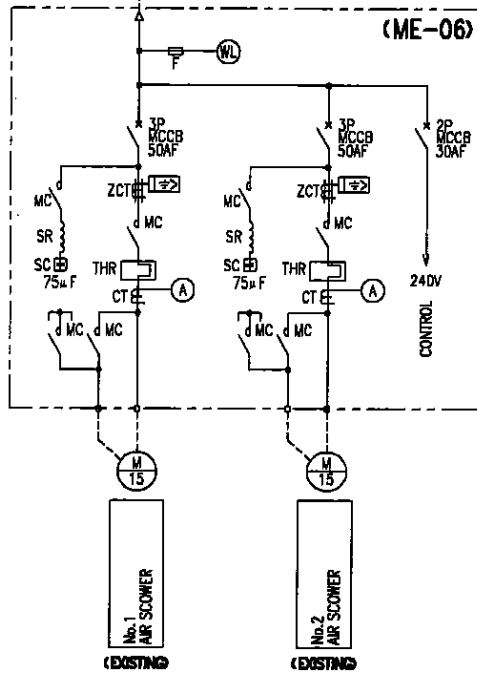 (ME-06)
F
WL
3P
MCCB
50AF
3P
MCCB
50AF
2P
MCCB
30AF
MC
ZCT
MC
SR
SC
75μF
THR
CT
A
MC
MC
MC
ZCT
MC
SR
SC
75μF
THR
CT
A
MC
MC
240V
CONTROL
M
15
M
15
No.1
AIR SCOWER
No.2
AIR SCOWER
(EXISTING)
(EXISTING)